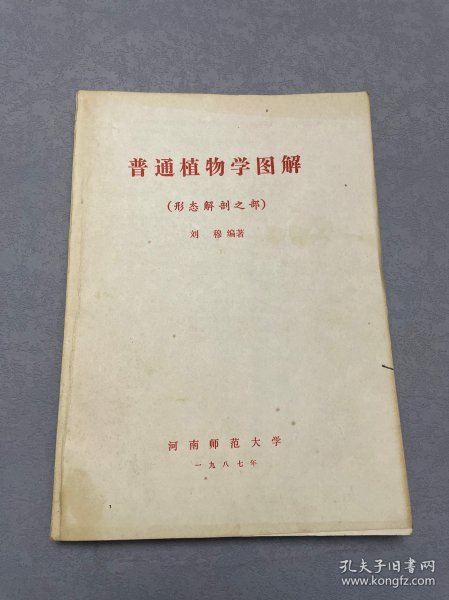 普通植物学图解
(形态解剖之部)
刘 穆 编著
河南师范大学
一九八七年
1
孔夫子旧书网
www.kongfz.com